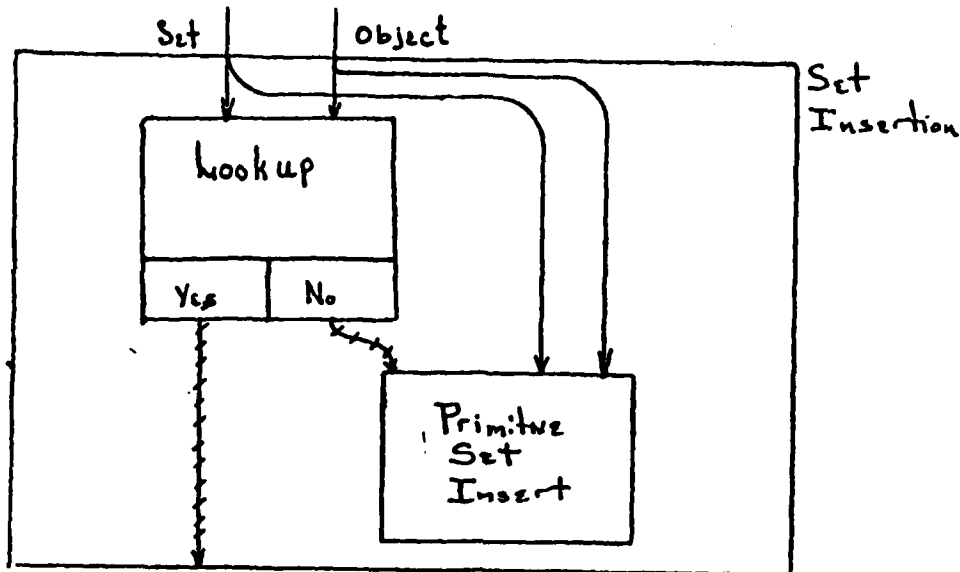 Set
Object
Set
Insertion
Lookup
Yes
No
Primitive
Set
Insert